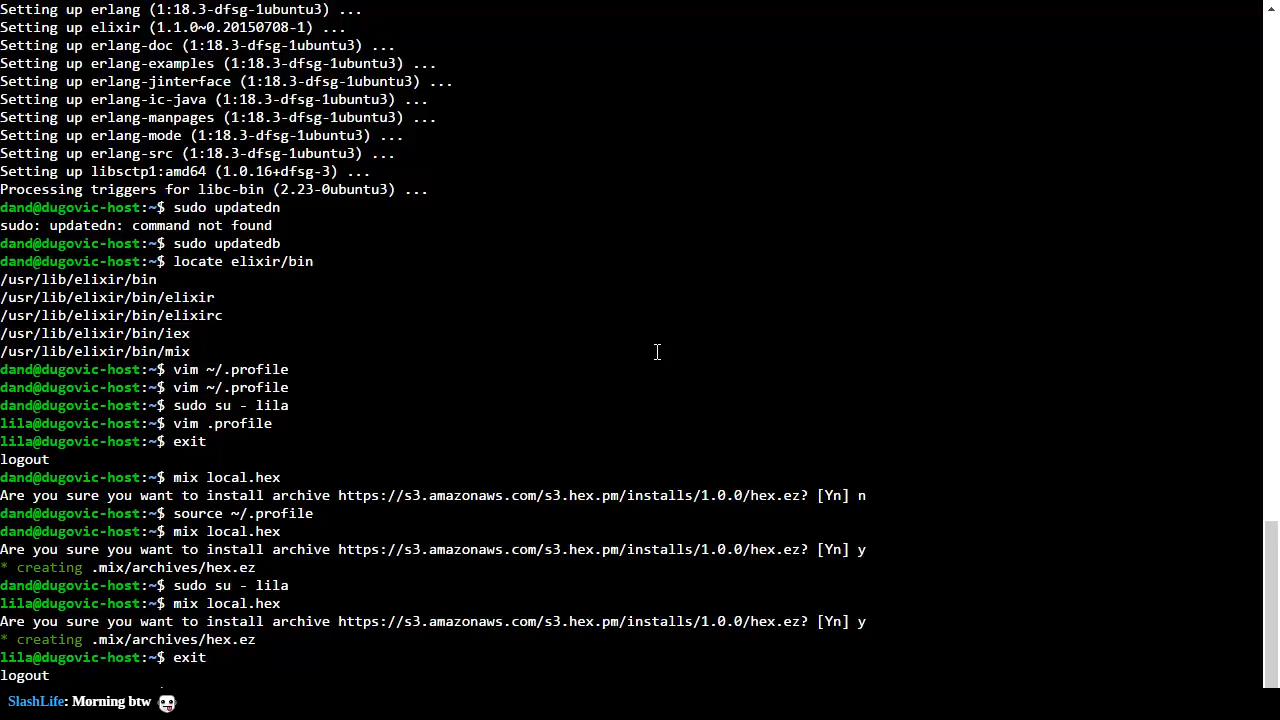 Setting up erlang (1:18.3-dfsg-1ubuntu3) ...
Setting up elixir (1.1.0~0.20150708-1) ...
Setting up erlang-doc (1:18.3-dfsg-1ubuntu3) ...
Setting up erlang-examples (1:18.3-dfsg-1ubuntu3) ...
Setting up erlang-jinterface (1:18.3-dfsg-1ubuntu3) ...
Setting up erlang-ic-java (1:18.3-dfsg-1ubuntu3) ...
Setting up erlang-manpages (1:18.3-dfsg-1ubuntu3) ...
Setting up erlang-mode (1:18.3-dfsg-1ubuntu3) ...
Setting up erlang-src (1:18.3-dfsg-1ubuntu3) ...
Setting up libsctp1:amd64 (1.0.16+dfsg-3) ...
Processing triggers for libc-bin (2.23-0ubuntu3) ...
dand@dugovic-host:~$ sudo updatedn
sudo: updatedn: command not found
dand@dugovic-host:~$ sudo updatedb
dand@dugovic-host:~$ locate elixir/bin
/usr/lib/elixir/bin
/usr/lib/elixir/bin/elixir
/usr/lib/elixir/bin/elixirc
/usr/lib/elixir/bin/iex
/usr/lib/elixir/bin/mix
dand@dugovic-host:~$ vim ~/.profile
dand@dugovic-host:~$ vim ~/.profile
dand@dugovic-host:~$ sudo su - lila
lila@dugovic-host:~$ vim .profile
lila@dugovic-host:~$ exit
logout
dand@dugovic-host:~$ mix local.hex
Are you sure you want to install archive https://s3.amazonaws.com/s3.hex.pm/installs/1.0.0/hex.ez? [Yn] n
dand@dugovic-host:~$ source ~/.profile
dand@dugovic-host:~$ mix local.hex
Are you sure you want to install archive https://s3.amazonaws.com/s3.hex.pm/installs/1.0.0/hex.ez? [Yn] y
* creating .mix/archives/hex.ez
dand@dugovic-host:~$ sudo su - lila
lila@dugovic-host:~$ mix local.hex
Are you sure you want to install archive https://s3.amazonaws.com/s3.hex.pm/installs/1.0.0/hex.ez? [Yn] y
* creating .mix/archives/hex.ez
lila@dugovic-host:~$ exit
logout
SlashLife: Morning btw